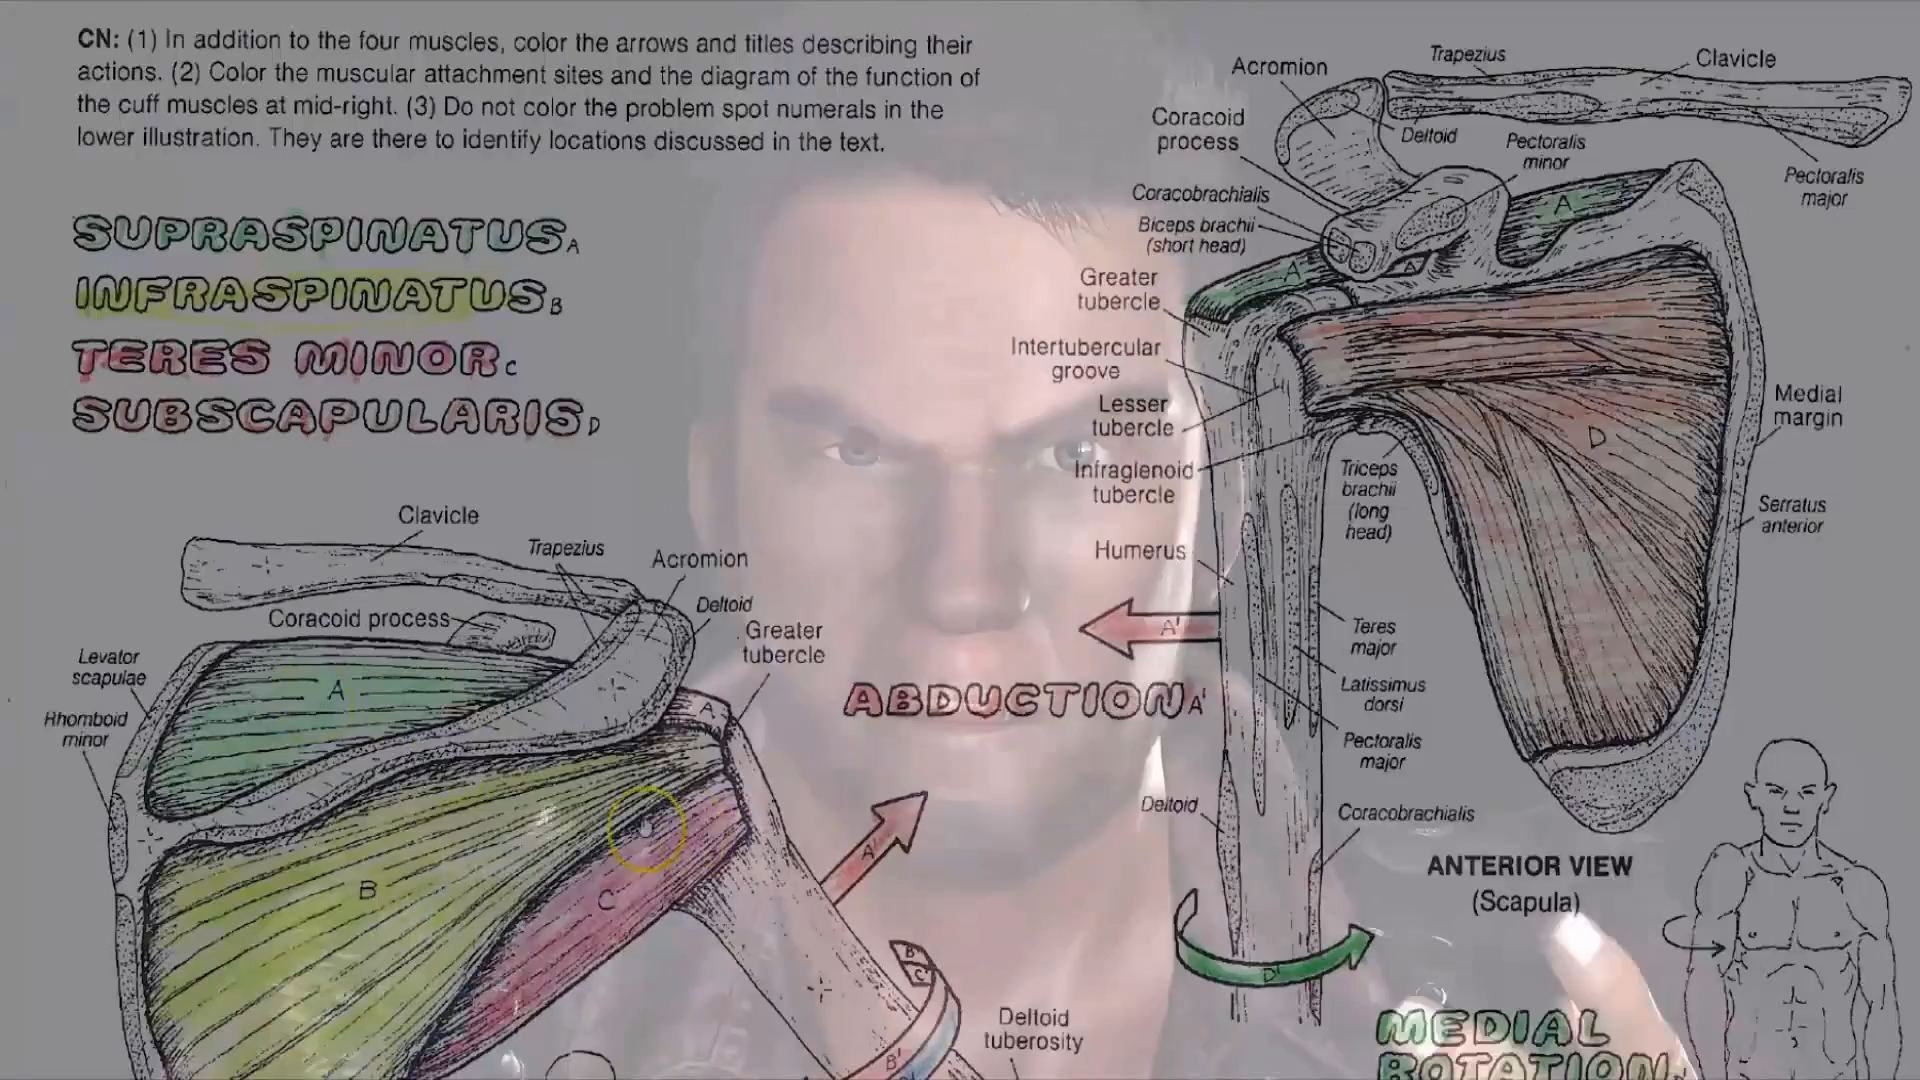 CN: (1) In addition to the four muscles, color the arrows and titles describing their
actions. (2) Color the muscular attachment sites and the diagram of the function of
the cuff muscles at mid-right. (3) Do not color the problem spot numerals in the
lower illustration. They are there to identify locations discussed in the text.
SUPRASPINATUS A
INFRASPINATUS B
TERES MINOR C
SUBSCAPULARIS D
Clavicle
Trapezius
Acromion
Coracoid process
Deltoid
Greater
tubercle
Levator
scapulae
Rhomboid
minor
A
A
B
C
A'
B'
C'
B'
Deltoid
tuberosity
ABDUCTION A'
A'
Acromion
Trapezius
Clavicle
Coracoid
process
Deltoid
Pectoralis
minor
Pectoralis
major
Coracobrachialis
Biceps brachii
(short head)
A
A
A
Greater
tubercle
Intertubercular
groove
Lesser
tubercle
Infraglenoid
tubercle
Triceps
brachii
(long
head)
D
Medial
margin
Serratus
anterior
Humerus
Teres
major
Latissimus
dorsi
Pectoralis
major
Deltoid
Coracobrachialis
ANTERIOR VIEW
(Scapula)
D'
MEDIAL
ROTATION